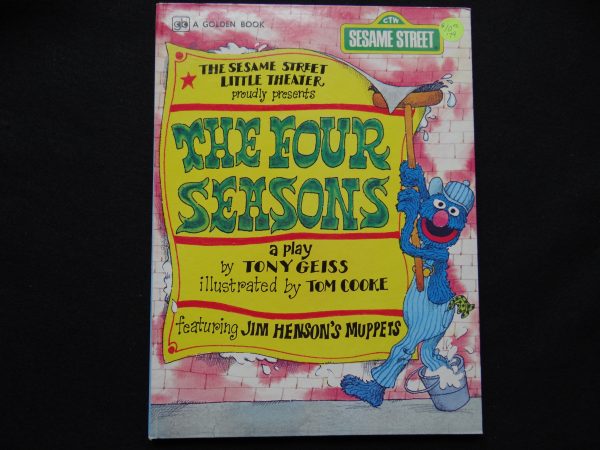 A GOLDEN BOOK
CTW
SESAME STREET
THE SESAME STREET
LITTLE THEATER
proudly presents
THE FOUR
SEASONS
a play
by TONY GEISS
illustrated by TOM COOKE
featuring JIM HENSON'S MUPPETS